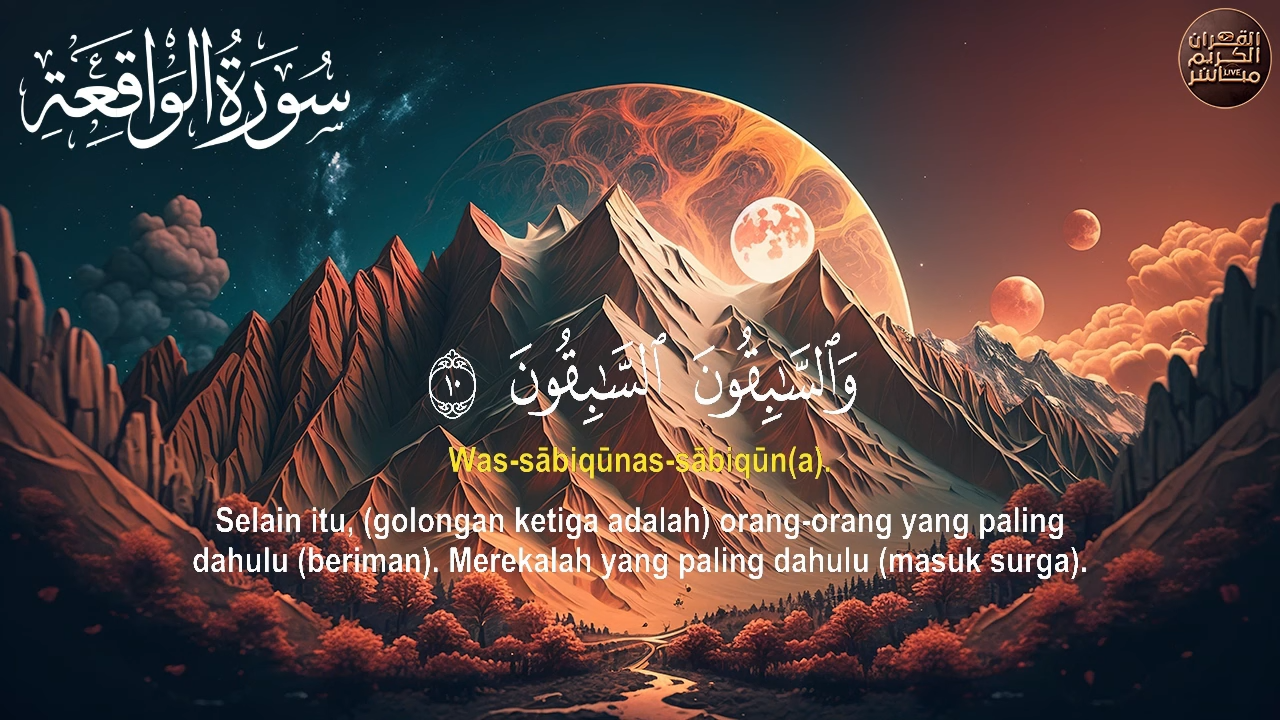 سُورَةُ الْوَاقِعَةِ
القرآن
الكريم
مباشر
LIVE
وَٱلسَّـٰبِقُونَ ٱلسَّـٰبِقُونَ ١٠
Was-sābiqūnas-sābiqūn(a).
Selain itu, (golongan ketiga adalah) orang-orang yang paling
dahulu (beriman). Merekalah yang paling dahulu (masuk surga).